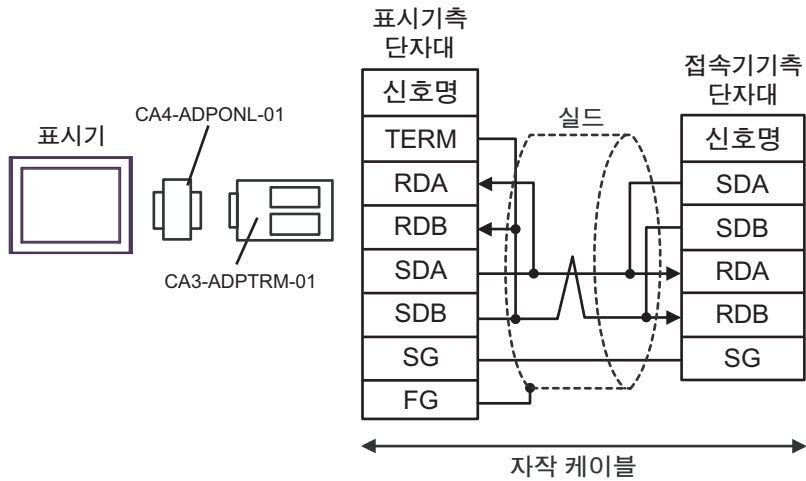 표시기측
단자대
접속기기측
단자대
표시기
CA4-ADPONL-01
CA3-ADPTRM-01
실드
신호명
TERM
RDA
RDB
SDA
SDB
SG
FG
신호명
SDA
SDB
RDA
RDB
SG
자작 케이블